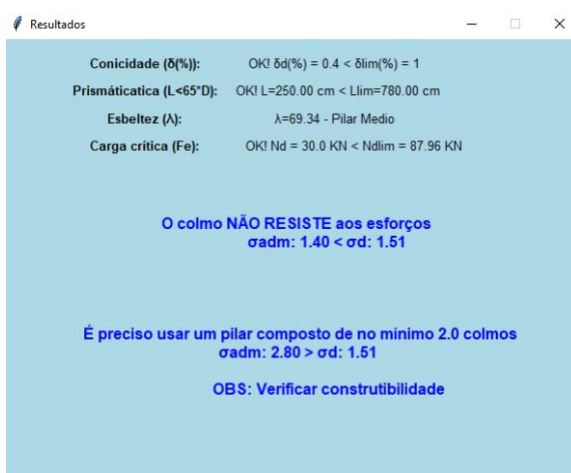 Resultados
Conicidade (δ(%)): OK! δd(%) = 0.4 < δlim(%) = 1
Prismáticatica (L<65*D): OK! L=250.00 cm < Llim=780.00 cm
Esbeltez (λ): λ=69.34 - Pilar Medio
Carga crítica (Fe): OK! Nd = 30.0 KN < Ndlim = 87.96 KN
O colmo NÃO RESISTE aos esforços
σadm: 1.40 < σd: 1.51
É preciso usar um pilar composto de no mínimo 2.0 colmos
σadm: 2.80 > σd: 1.51
OBS: Verificar construtibilidade